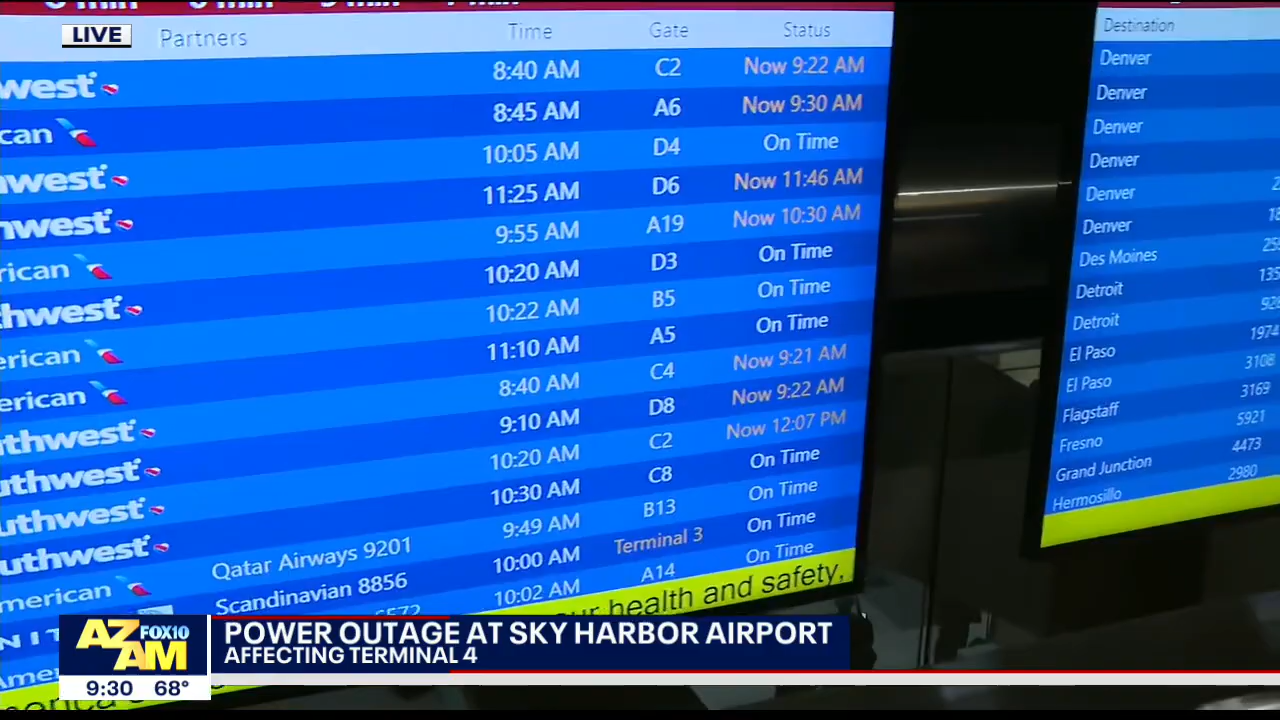 LIVE
Partners Time Gate Status
west 8:40 AM C2 Now 9:22 AM
can 8:45 AM A6 Now 9:30 AM
west 10:05 AM D4 On Time
hwest 11:25 AM D6 Now 11:46 AM
rican 9:55 AM A19 Now 10:30 AM
hwest 10:20 AM D3 On Time
erican 10:22 AM B5 On Time
erican 11:10 AM A5 On Time
thwest 8:40 AM C4 Now 9:21 AM
uthwest 9:10 AM D8 Now 9:22 AM
uthwest 10:20 AM C2 Now 12:07 PM
uthwest 10:30 AM C8 On Time
merican Qatar Airways 9201 9:49 AM B13 On Time
Scandinavian 8856 10:00 AM Terminal 3 On Time
10:02 AM A14 On Time
health and safety,
Destination
Denver
Denver
Denver
Denver
Denver
Denver
Des Moines
Detroit
Detroit
El Paso 1974
El Paso 3108
Flagstaff 3169
Fresno 5921
Grand Junction 4473
Hermosillo 2980
AZ AM FOX 10
POWER OUTAGE AT SKY HARBOR AIRPORT
AFFECTING TERMINAL 4
9:30 68°